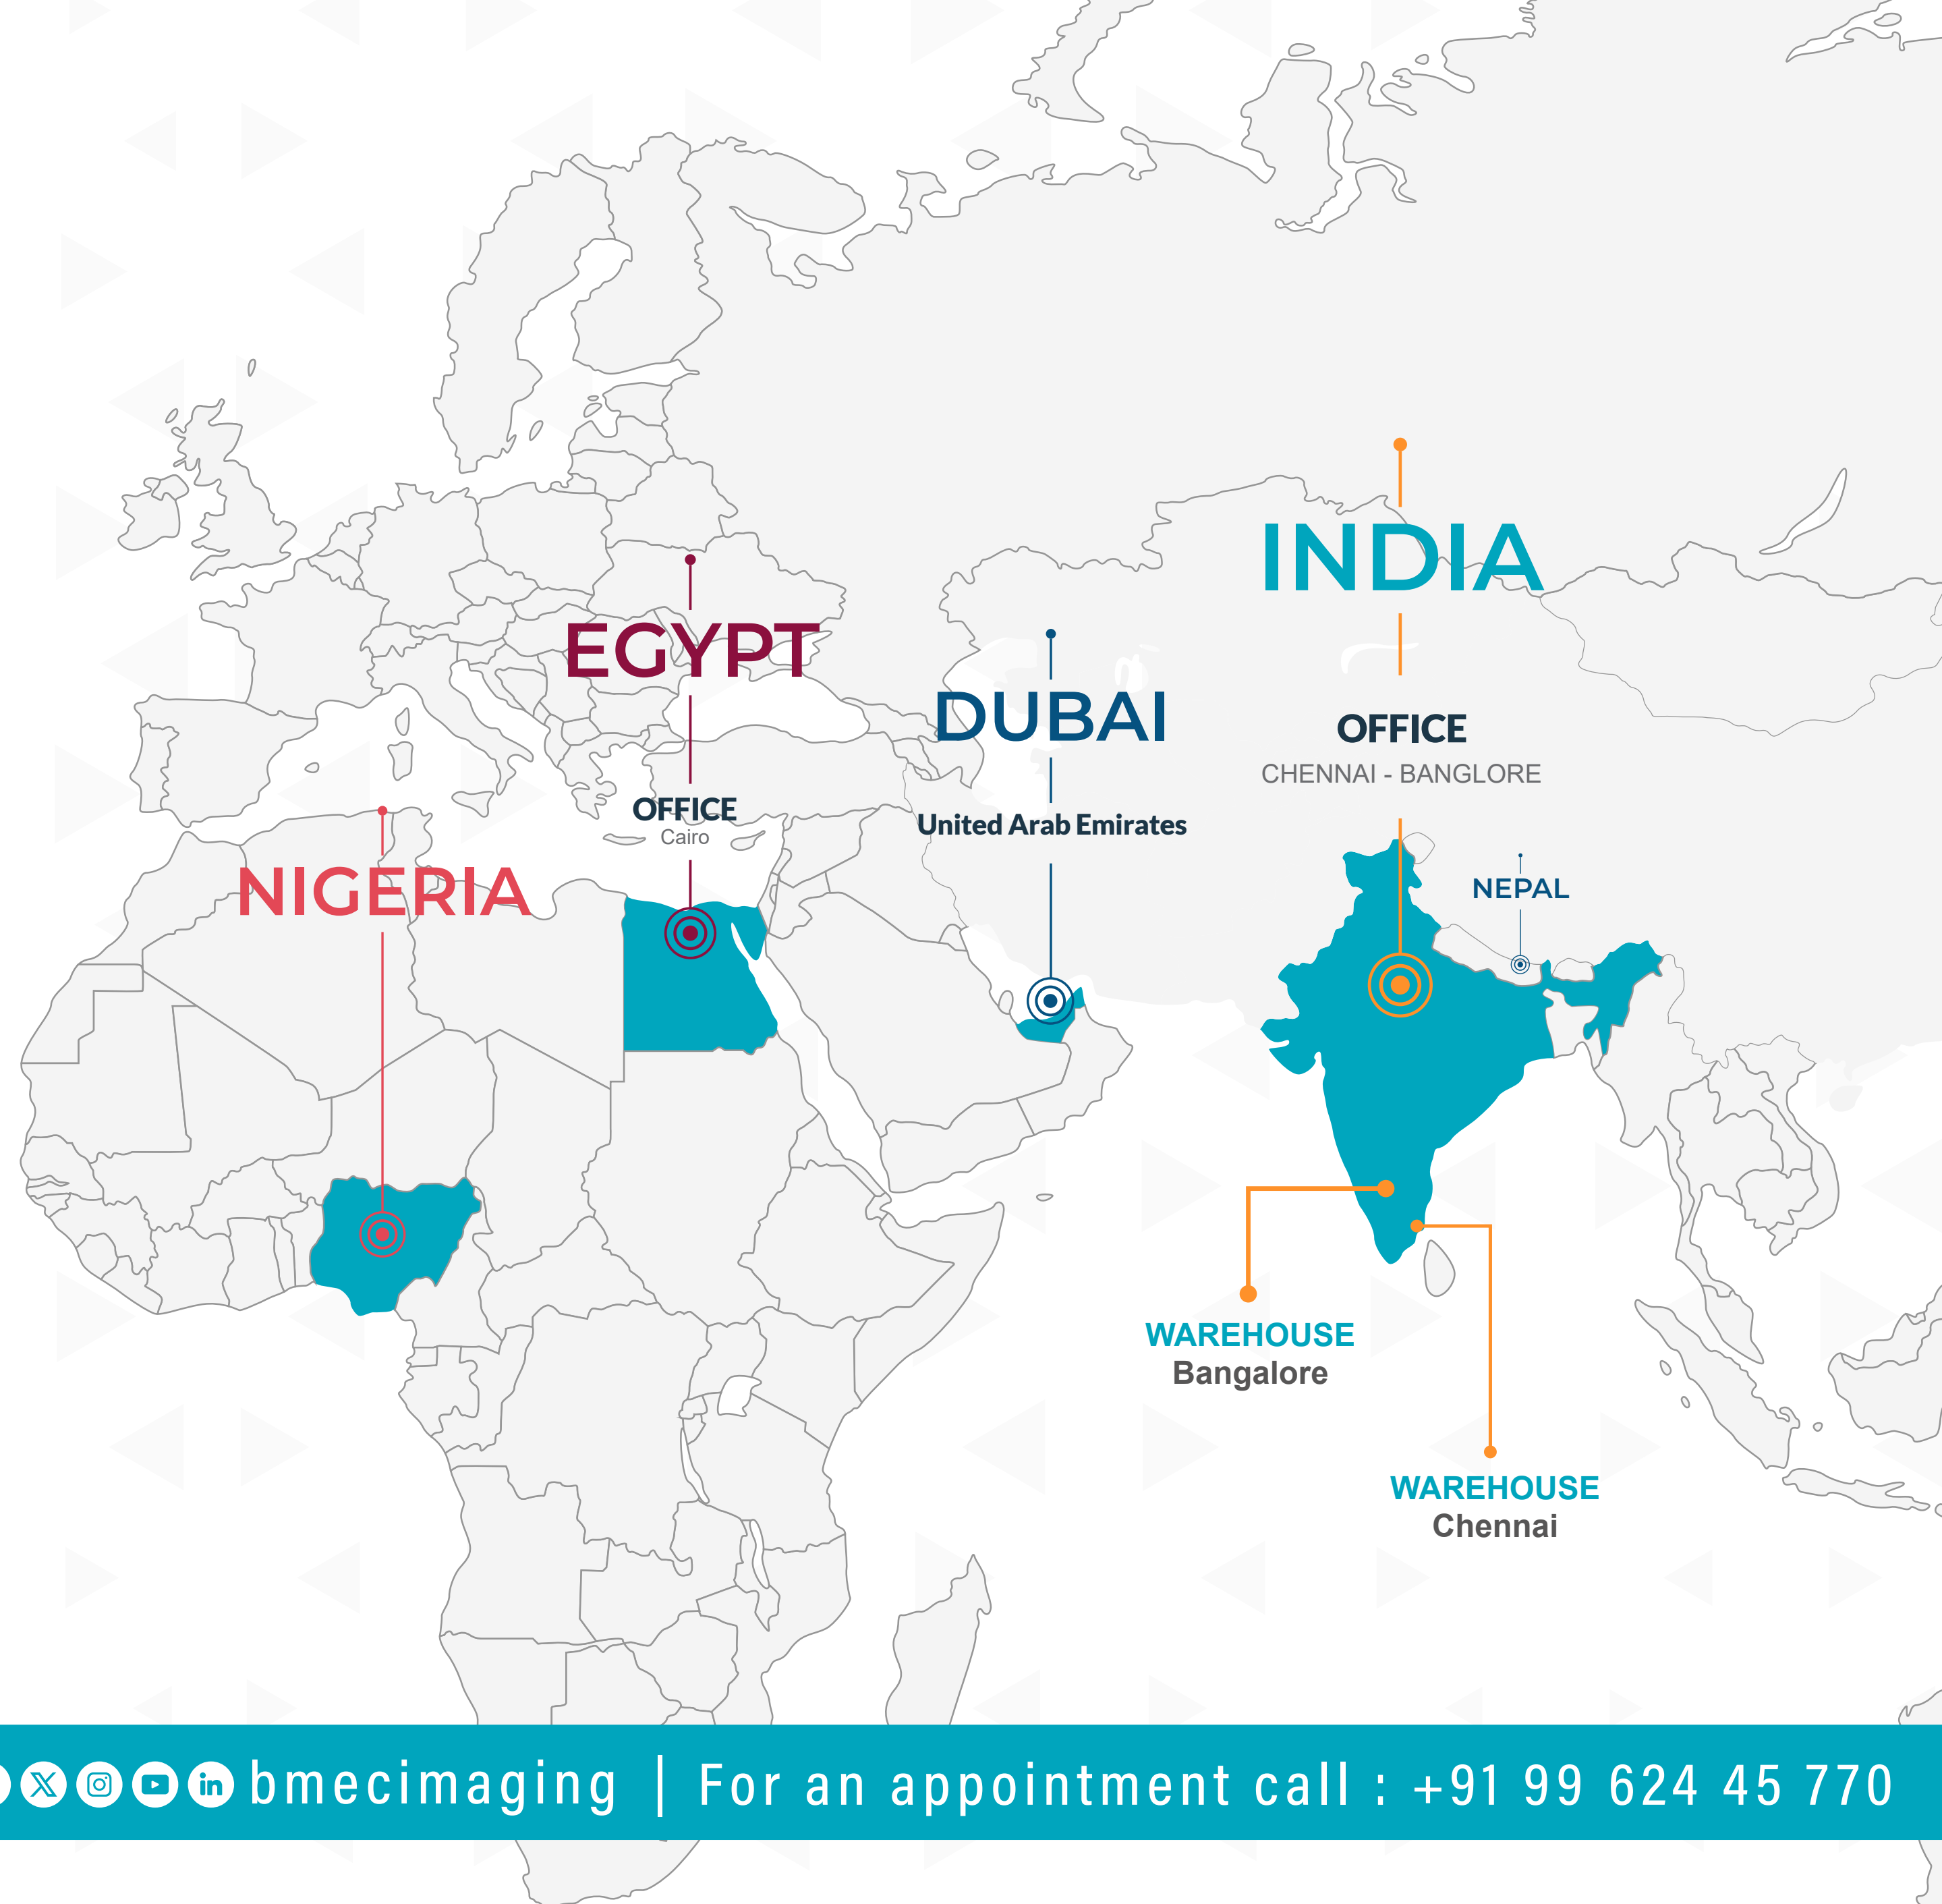 INDIA
EGYPT
DUBAI
OFFICE
CHENNAI - BANGLORE
OFFICE
Cairo
United Arab Emirates
NIGERIA
NEPAL
WAREHOUSE
Bangalore
WAREHOUSE
Chennai
bmecimaging | For an appointment call : +91 99 624 45 770